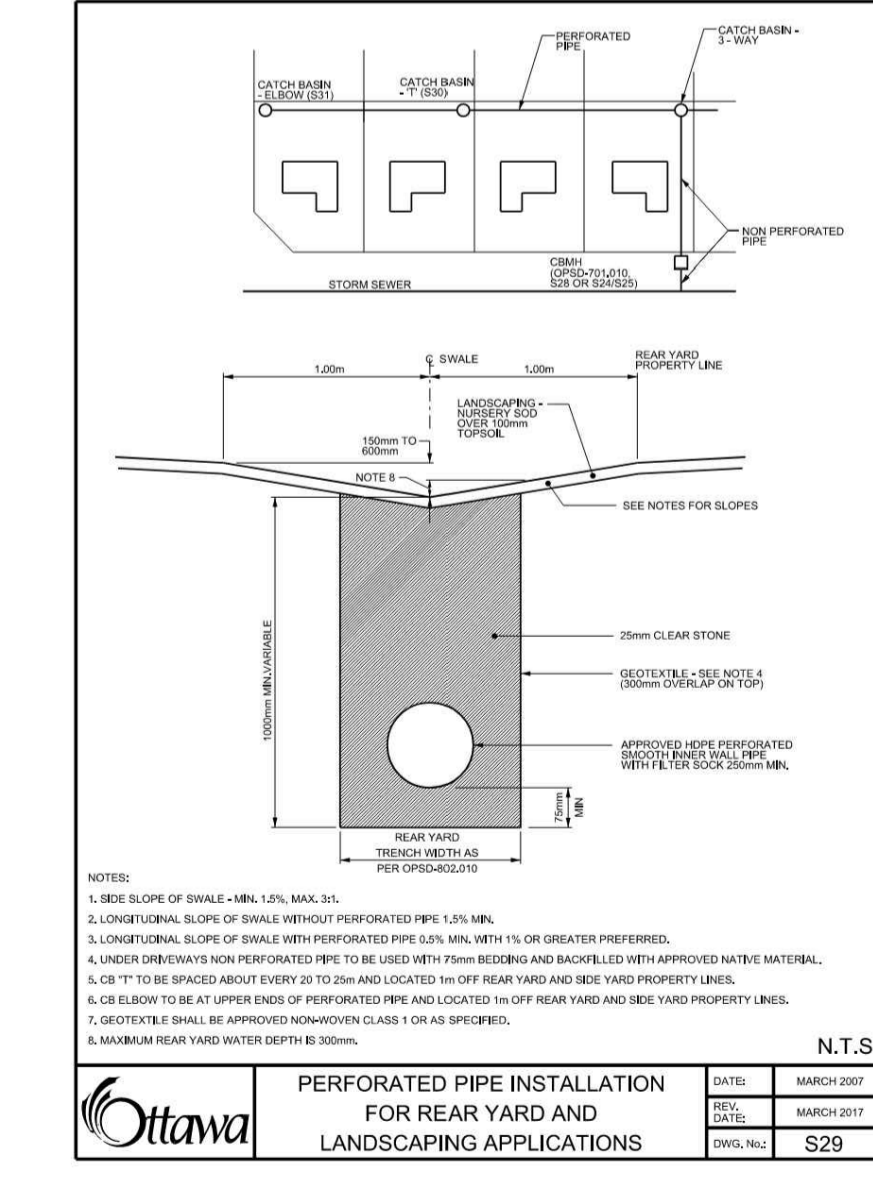 PERFORATED
PIPE
CATCH BASIN -
3 - WAY
CATCH BASIN
- ELBOW (S31)
CATCH BASIN
- 'T' (S30)
NON PERFORATED
PIPE
CBMH
(OPSD-701.010,
S28 OR S24/S25)
STORM SEWER
℄ SWALE
1.00m
1.00m
REAR YARD
PROPERTY LINE
LANDSCAPING -
NURSERY SOD
OVER 100mm
TOPSOIL
150mm TO
600mm
NOTE 8
SEE NOTES FOR SLOPES
1000mm MIN.VARIABLE
25mm CLEAR STONE
GEOTEXTILE - SEE NOTE 4
(300mm OVERLAP ON TOP)
APPROVED HDPE PERFORATED
SMOOTH INNER WALL PIPE
WITH FILTER SOCK 250mm MIN.
75mm
MIN
REAR YARD
TRENCH WIDTH AS
PER OPSD-802.010
NOTES:
1. SIDE SLOPE OF SWALE - MIN. 1.5%, MAX. 3:1.
2. LONGITUDINAL SLOPE OF SWALE WITHOUT PERFORATED PIPE 1.5% MIN.
3. LONGITUDINAL SLOPE OF SWALE WITH PERFORATED PIPE 0.5% MIN. WITH 1% OR GREATER PREFERRED.
4. UNDER DRIVEWAYS NON PERFORATED PIPE TO BE USED WITH 75mm BEDDING AND BACKFILLED WITH APPROVED NATIVE MATERIAL.
5. CB "T" TO BE SPACED ABOUT EVERY 20 TO 25m AND LOCATED 1m OFF REAR YARD AND SIDE YARD PROPERTY LINES.
6. CB ELBOW TO BE AT UPPER ENDS OF PERFORATED PIPE AND LOCATED 1m OFF REAR YARD AND SIDE YARD PROPERTY LINES.
7. GEOTEXTILE SHALL BE APPROVED NON-WOVEN CLASS 1 OR AS SPECIFIED.
8. MAXIMUM REAR YARD WATER DEPTH IS 300mm.
N.T.S
Ottawa
PERFORATED PIPE INSTALLATION
FOR REAR YARD AND
LANDSCAPING APPLICATIONS
DATE: MARCH 2007
REV.
DATE: MARCH 2017
DWG. No.: S29